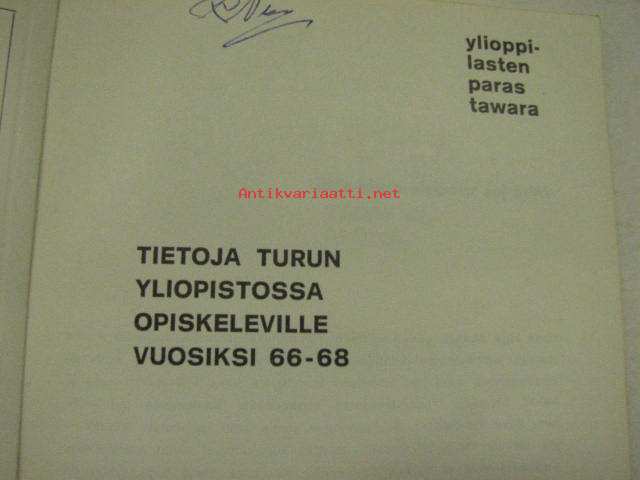 ylioppi-
lasten
paras
tawara
Antikvariaatti.net
TIETOJA TURUN
YLIOPISTOSSA
OPISKELEVILLE
VUOSIKSI 66-68